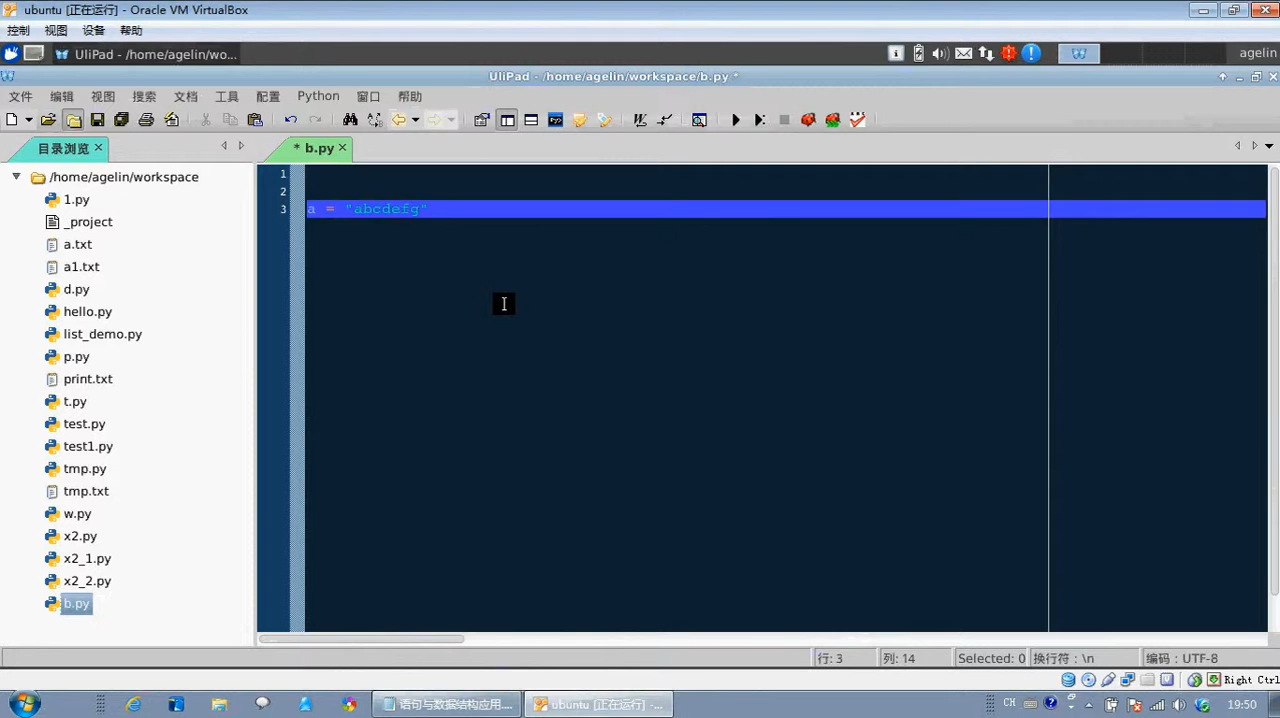 ubuntu [正在运行] - Oracle VM VirtualBox
控制 视图 设备 帮助
UliPad - /home/agelin/wo... agelin
UliPad - /home/agelin/workspace/b.py *
文件 编辑 视图 搜索 文档 工具 配置 Python 窗口 帮助
目录浏览 * b.py
/home/agelin/workspace
1.py
_project
a.txt
a1.txt
d.py
hello.py
list_demo.py
p.py
print.txt
t.py
test.py
test1.py
tmp.py
tmp.txt
w.py
x2.py
x2_1.py
x2_2.py
b.py
1
2
3 a = "abcdefg"
行: 3 列: 14 Selected: 0 换行符：\n 编码：UTF-8
Right Ctrl
语句与数据结构应用.... ubuntu [正在运行] -... CH 19:50